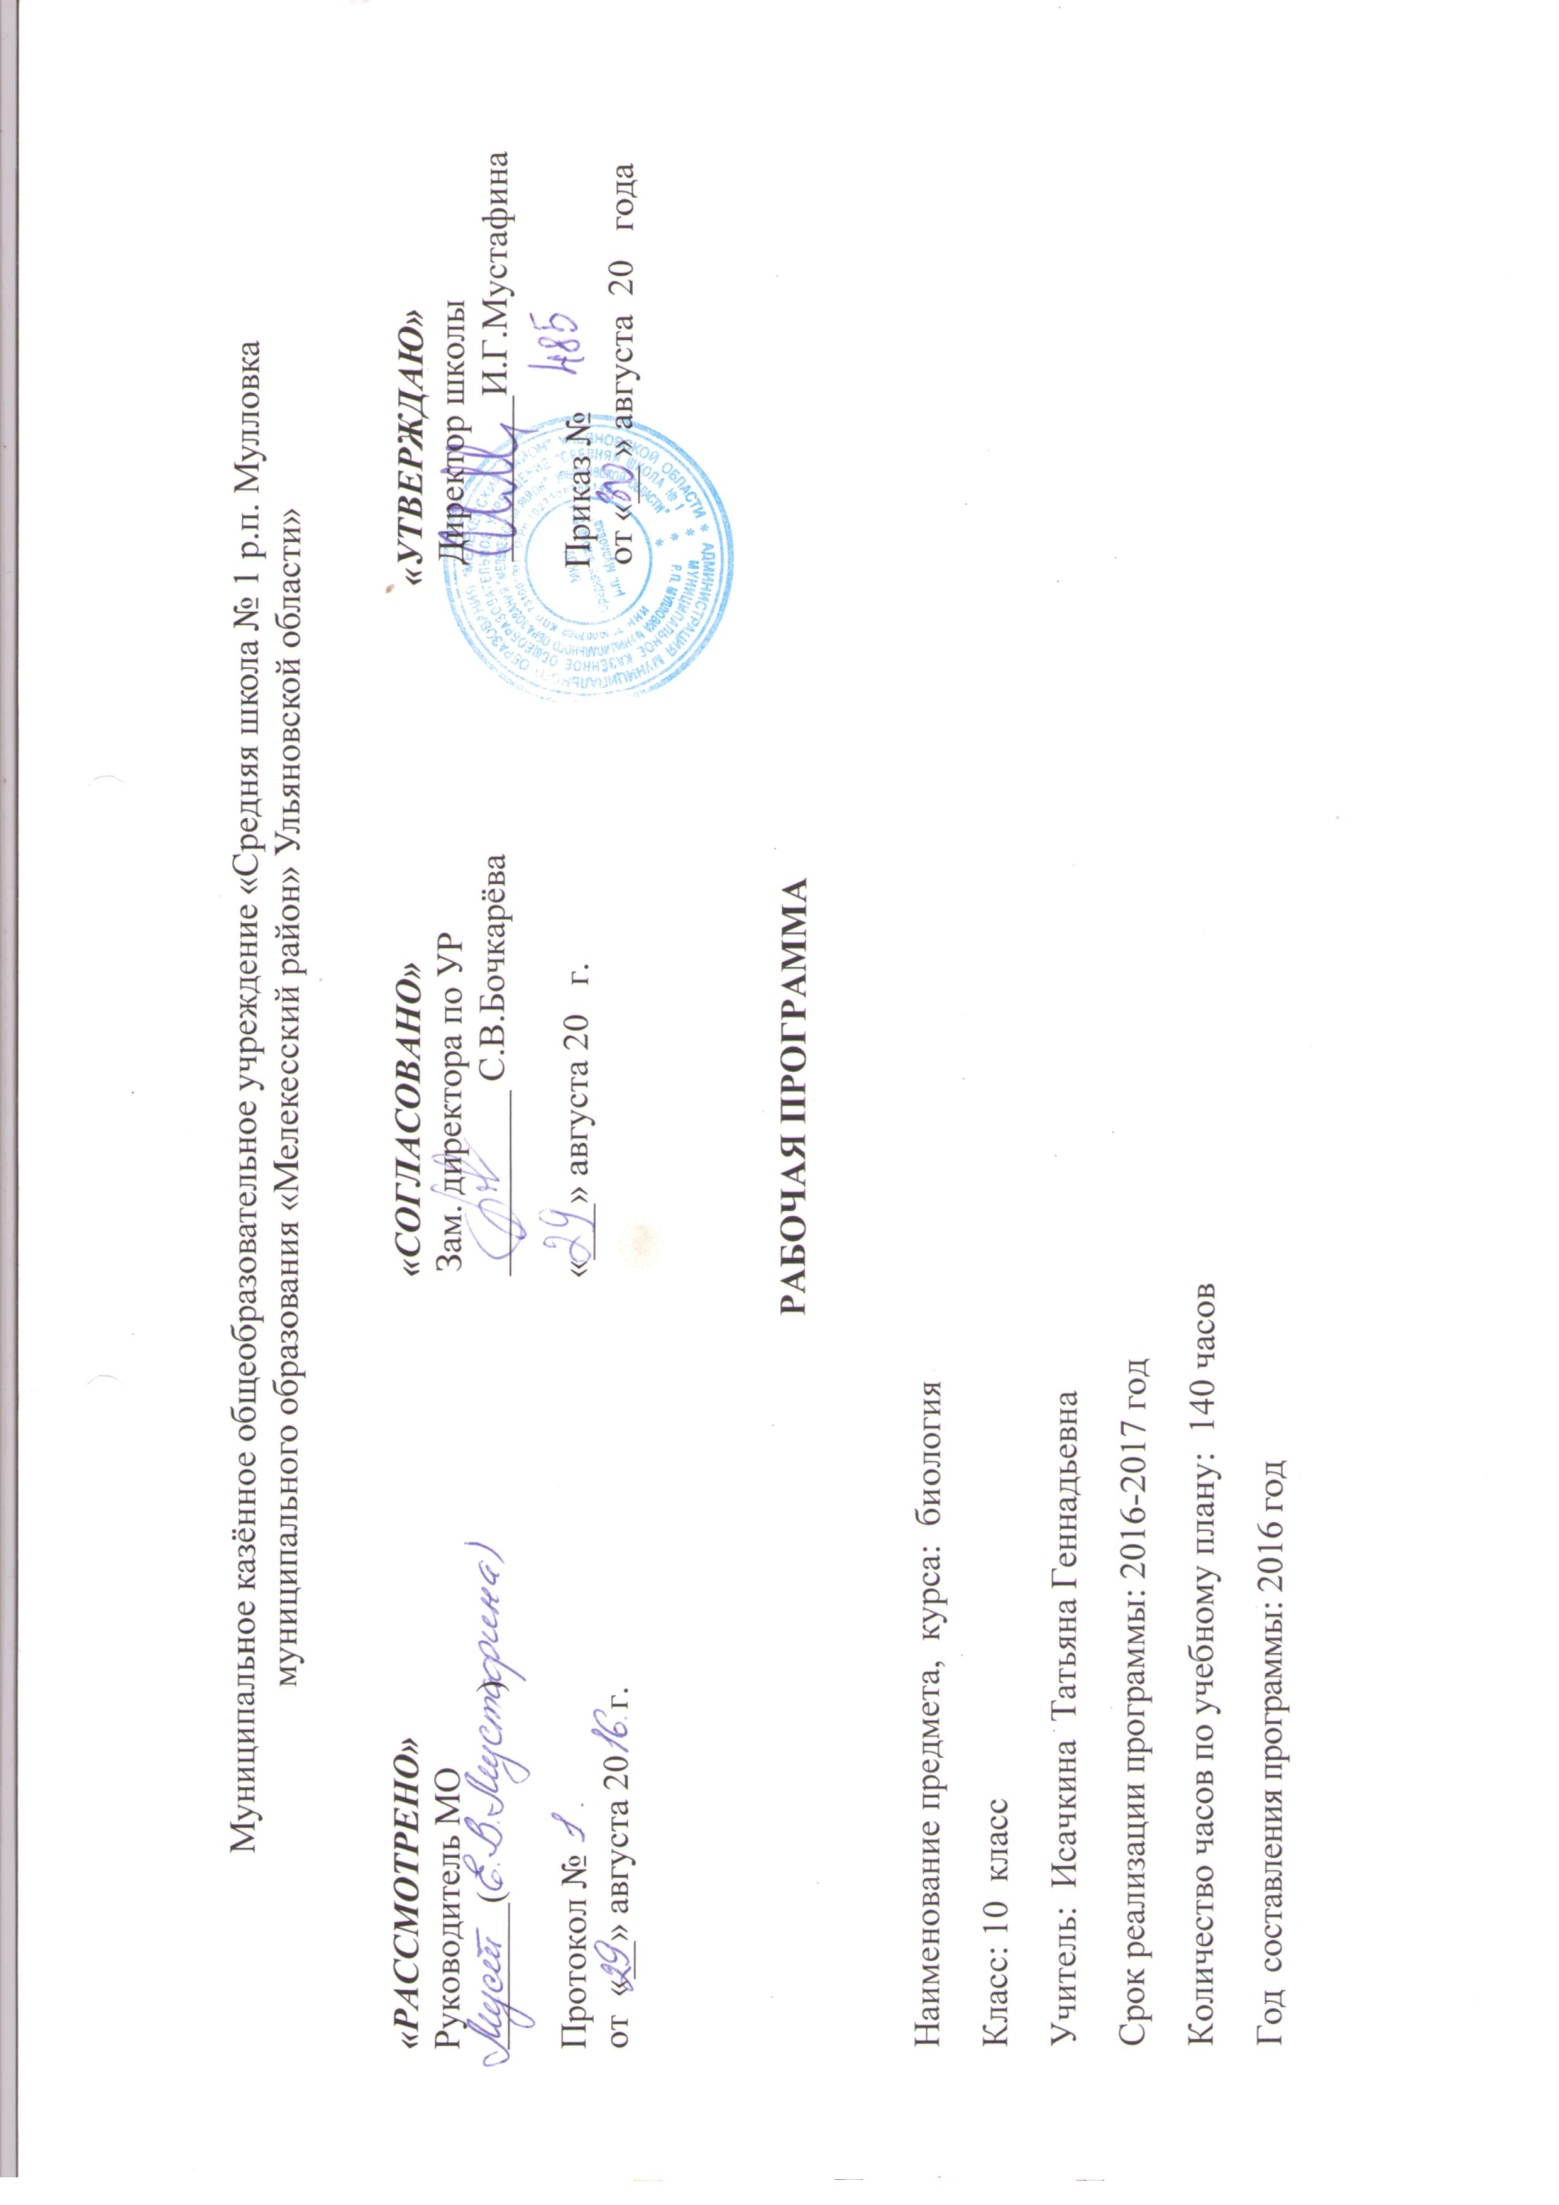 Муниципальное казённое общеобразовательное учреждение «Средняя школа № 1 р.п. Мулловка
муниципального образования «Мелекесский район» Ульяновской области»
«РАССМОТРЕНО»
Руководитель МО
(Е.В.Мустафина)
Протокол № 1.
от «29» августа 2016.г.
«СОГЛАСОВАНО»
Зам. директора по УР
С.В.Бочкарёва
«29» августа 20 г.
«УТВЕРЖДАЮ»
Директор школы
И.Г.Мустафина
Приказ № 485
от «30» августа 20 года
РАБОЧАЯ ПРОГРАММА
Наименование предмета, курса: биология
Класс: 10 класс
Учитель: Исачкина Татьяна Геннадьевна
Срок реализации программы: 2016-2017 год
Количество часов по учебному плану: 140 часов
Год составления программы: 2016 год